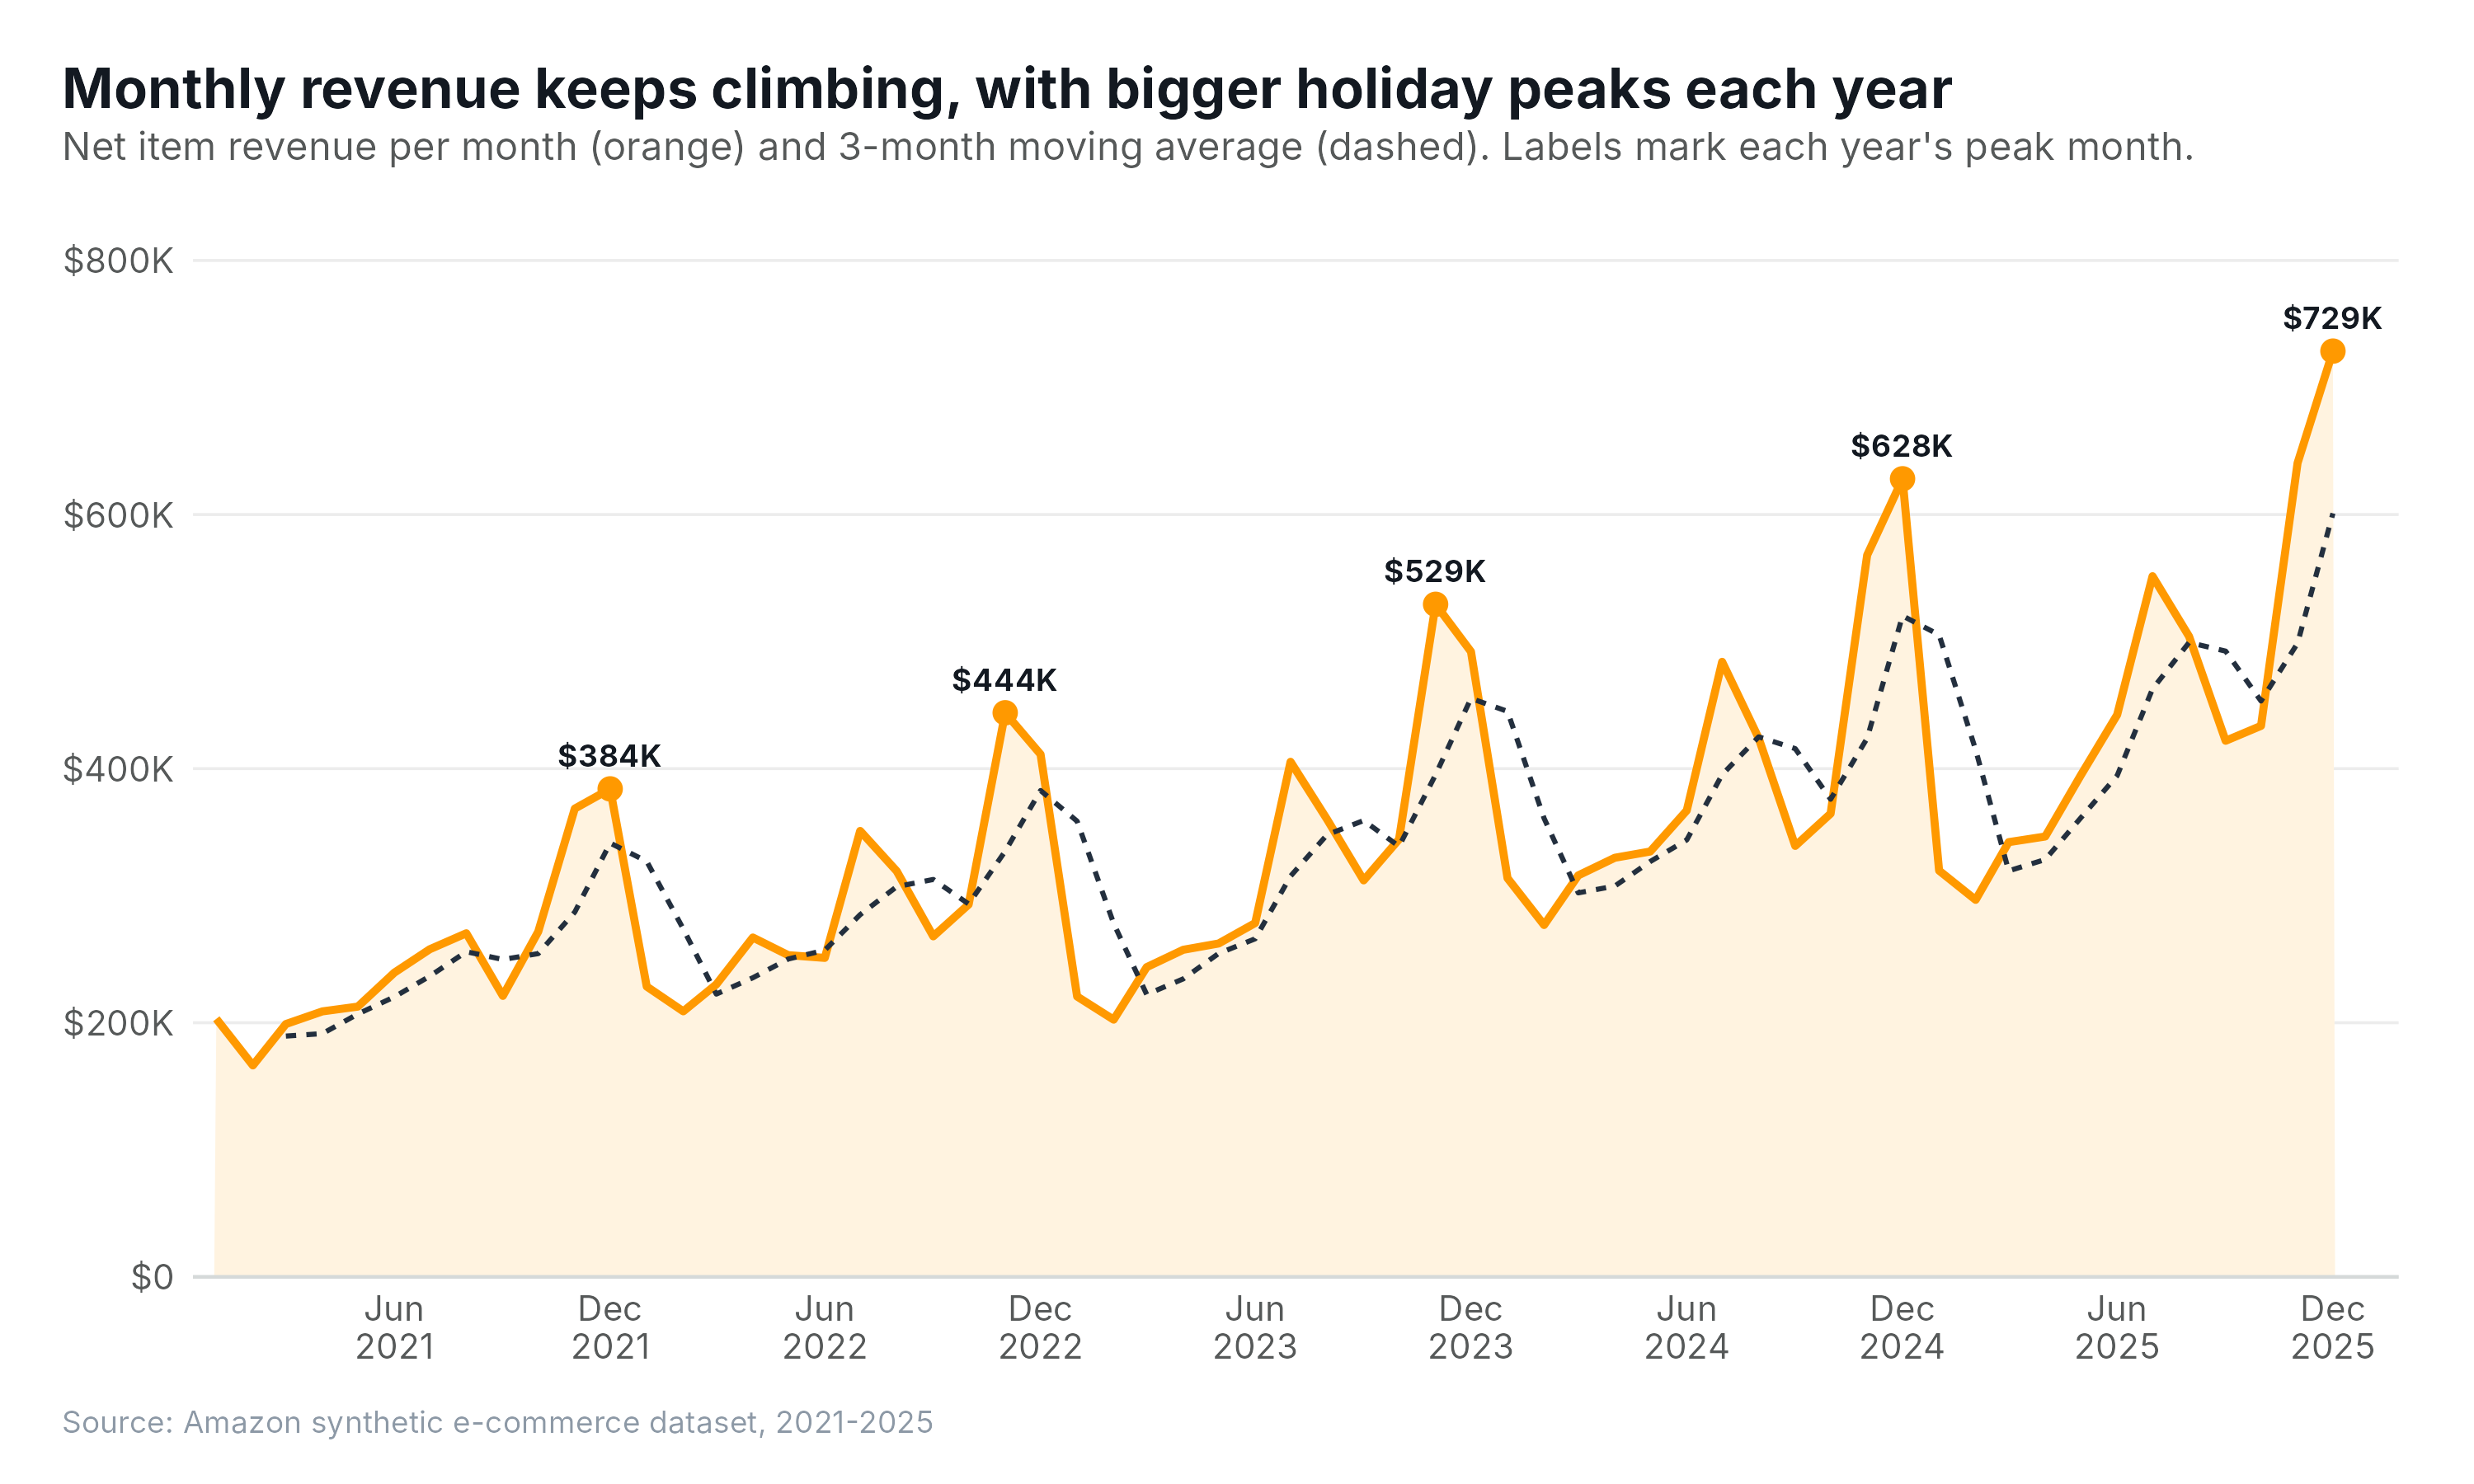 Monthly revenue keeps climbing, with bigger holiday peaks each year
Net item revenue per month (orange) and 3-month moving average (dashed). Labels mark each year's peak month.
$800K
$729K
$628K
$600K
$529K
$444K
$384K
$400K
$200K
$0
Jun 2021
Dec 2021
Jun 2022
Dec 2022
Jun 2023
Dec 2023
Jun 2024
Dec 2024
Jun 2025
Dec 2025
Source: Amazon synthetic e-commerce dataset, 2021-2025